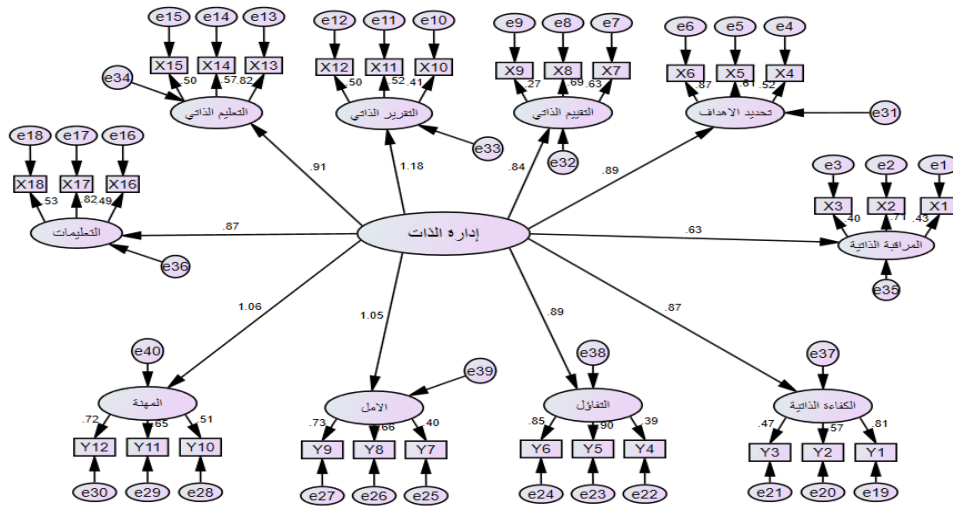 e15 e14 e13
e12 e11 e10
e9 e8 e7
e6 e5 e4
X15 X14 X13
X12 X11 X10
X9 X8 X7
X6 X5 X4
.50 .57 .82
.50 .52 .41
.27 .69 .63
.87 .61 .52
e34
التعليم الذاتي
التقرير الذاتي
التقييم الذاتي
تحديد الاهداف
e31
e33
e32
e18 e17 e16
e3 e2 e1
X18 X17 X16
X3 X2 X1
.53 .82 .49
.40 .71 .43
التعليمات
المراقبة الذاتية
e36
e35
.91
1.18
.84
.89
.87
إدارة الذات
.63
1.06
1.05
.89
.87
e40
e39
e38
e37
المهنة
الامل
التفاؤل
الكفاءة الذاتية
.72 .65 .51
.73 .66 .40
.85 .90 .39
.47 .57 .81
Y12 Y11 Y10
Y9 Y8 Y7
Y6 Y5 Y4
Y3 Y2 Y1
e30 e29 e28
e27 e26 e25
e24 e23 e22
e21 e20 e19